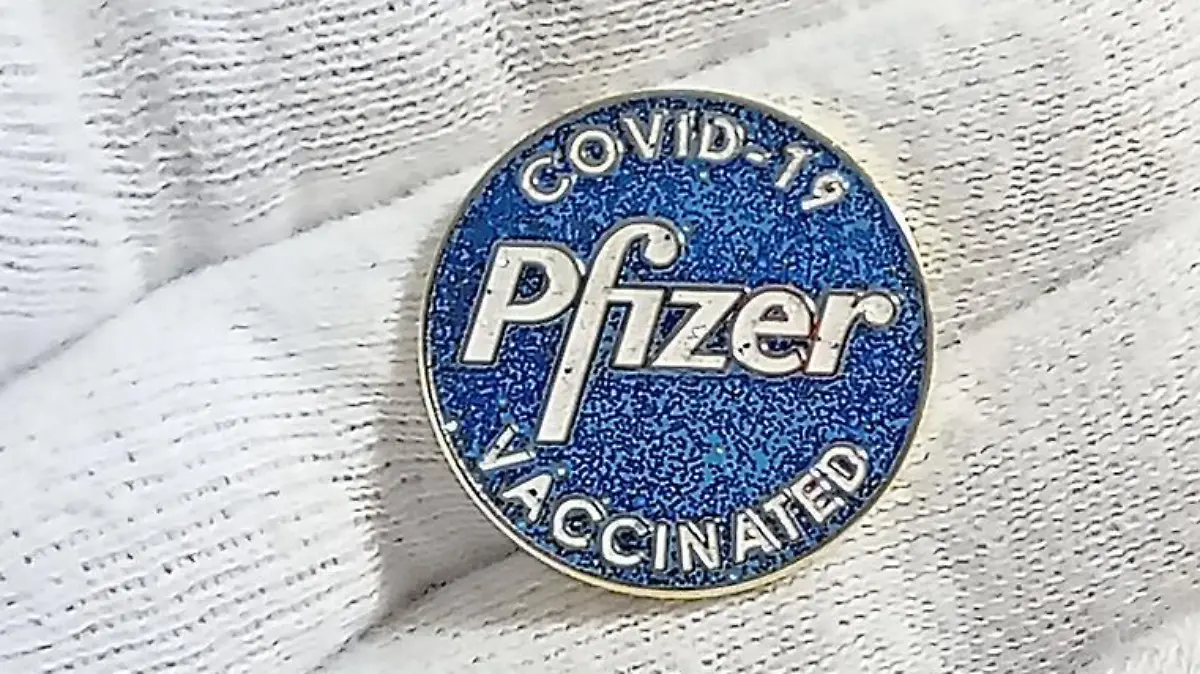 COVID-19
Pfizer
VACCINATED